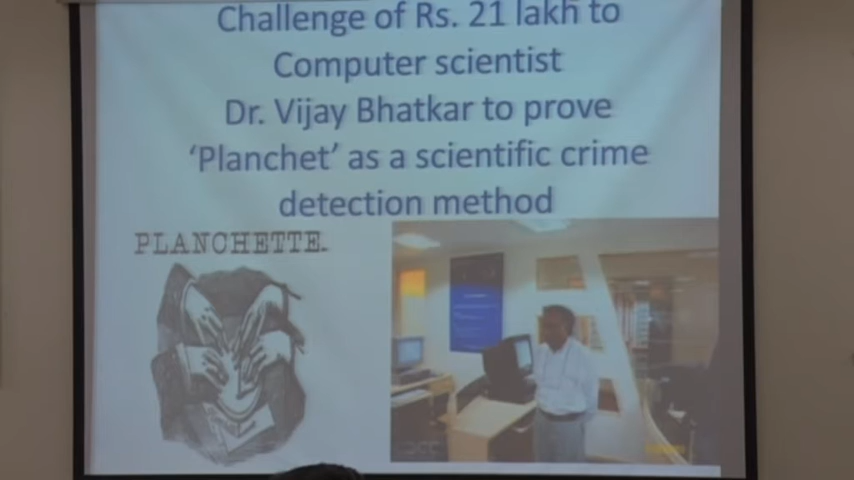 Challenge of Rs. 21 lakh to
Computer scientist
Dr. Vijay Bhatkar to prove
‘Planchet’ as a scientific crime
detection method
PLANCHETTE.